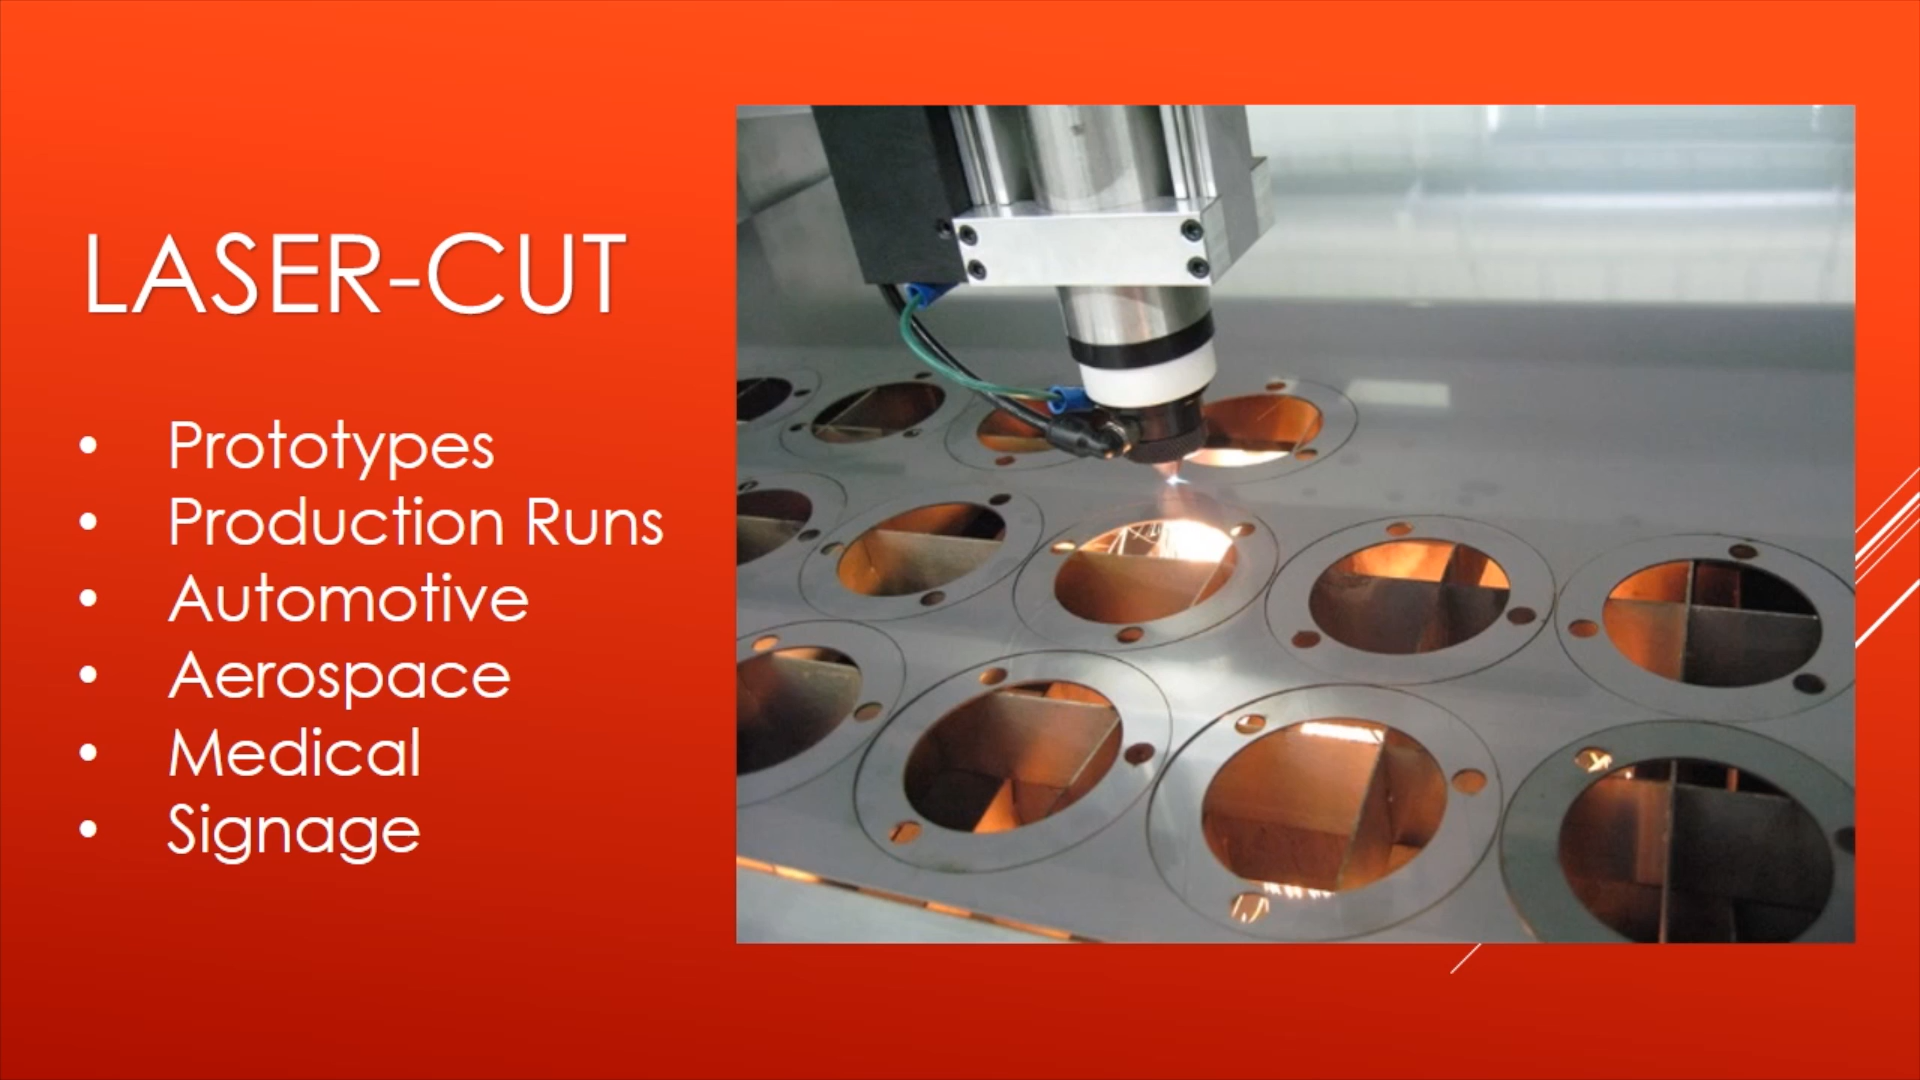 LASER-CUT
• Prototypes
• Production Runs
• Automotive
• Aerospace
• Medical
• Signage